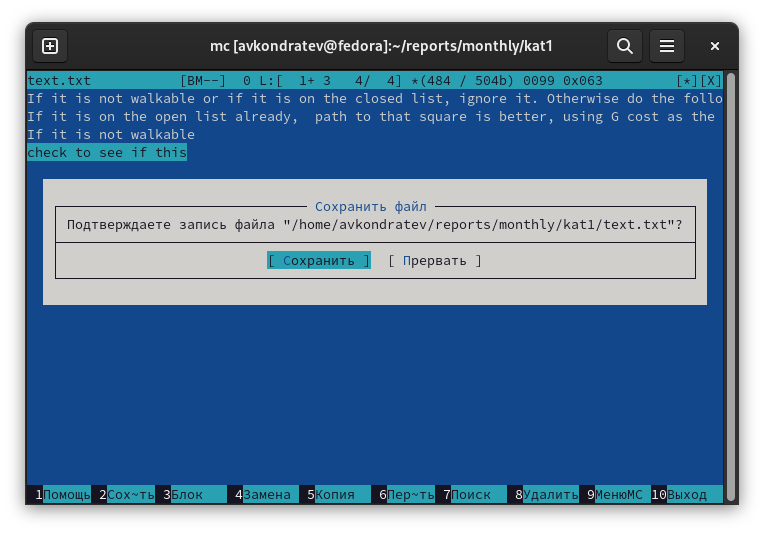 mc [avkondratev@fedora]:~/reports/monthly/kat1
text.txt [BM--] 0 L:[ 1+ 3 4/ 4] *(484 / 504b) 0099 0x063 [*][X]
If it is not walkable or if it is on the closed list, ignore it. Otherwise do the follo
If it is on the open list already,  path to that square is better, using G cost as the
If it is not walkable
check to see if this
Сохранить файл
Подтверждаете запись файла "/home/avkondratev/reports/monthly/kat1/text.txt"?
[ Сохранить ] [ Прервать ]
1Помощь 2Сох~ть 3Блок 4Замена 5Копия 6Пер~ть 7Поиск 8Удалить 9МенюMC 10Выход